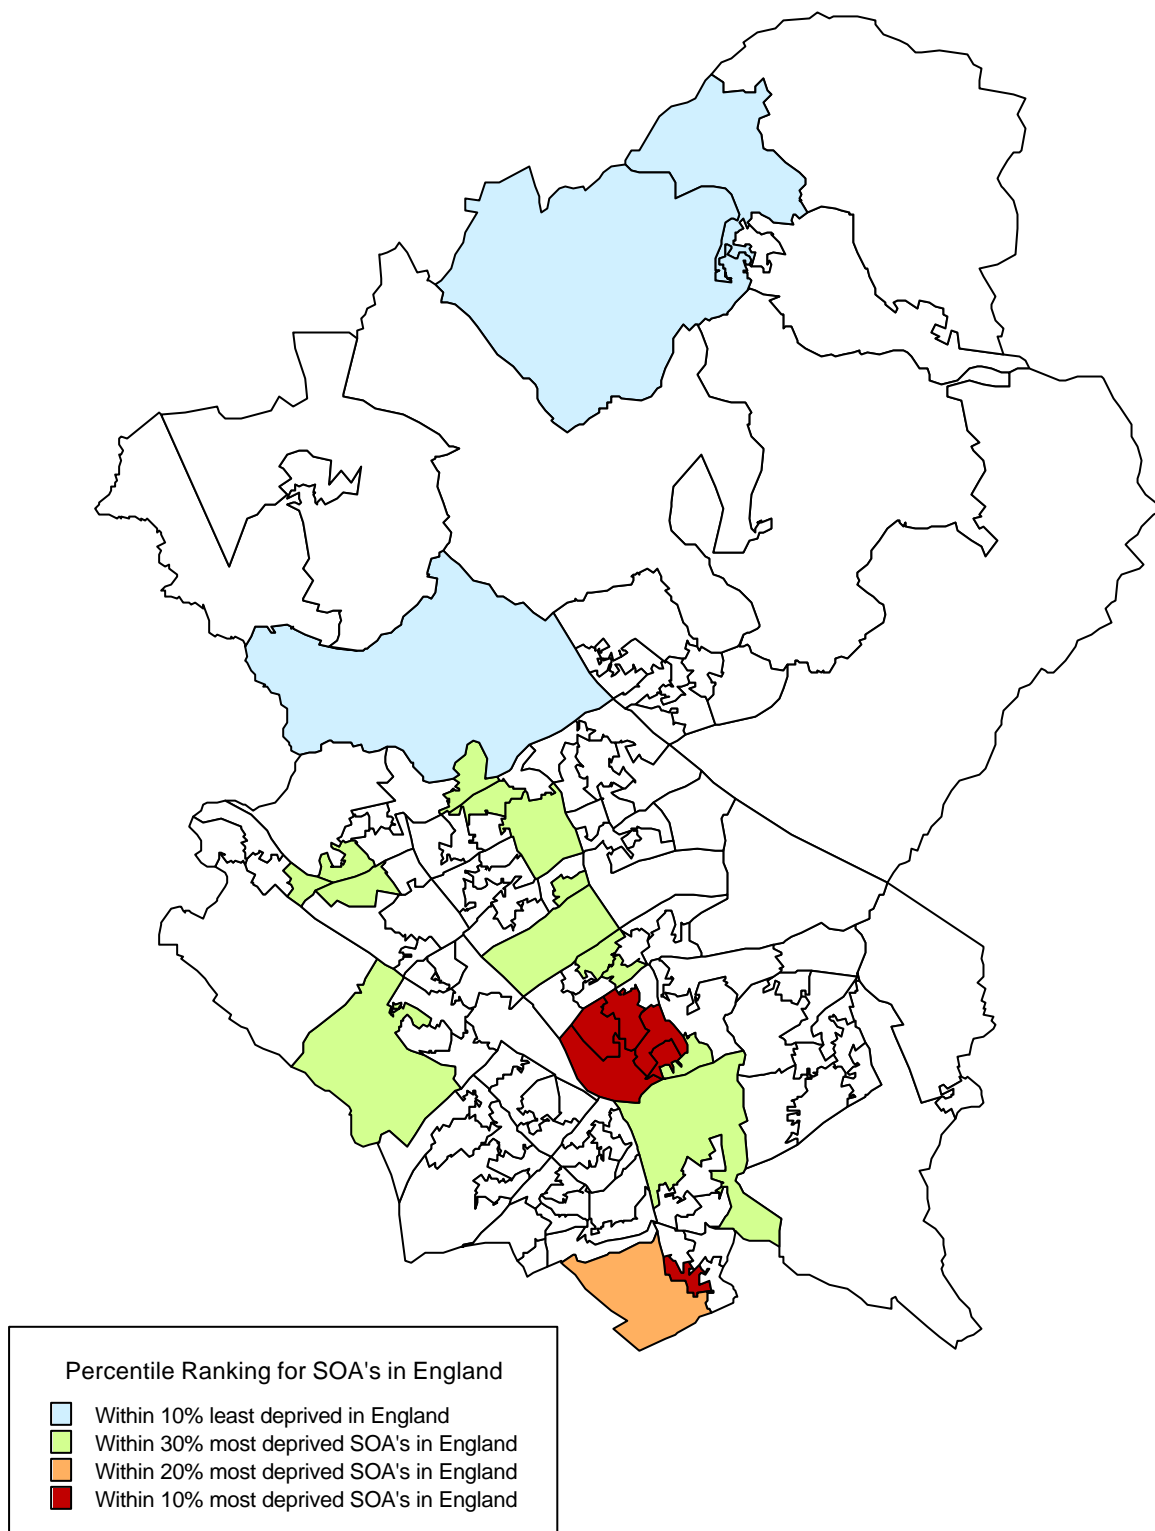 Percentile Ranking for SOA's in England
Within 10% least deprived in England
Within 30% most deprived SOA's in England
Within 20% most deprived SOA's in England
Within 10% most deprived SOA's in England